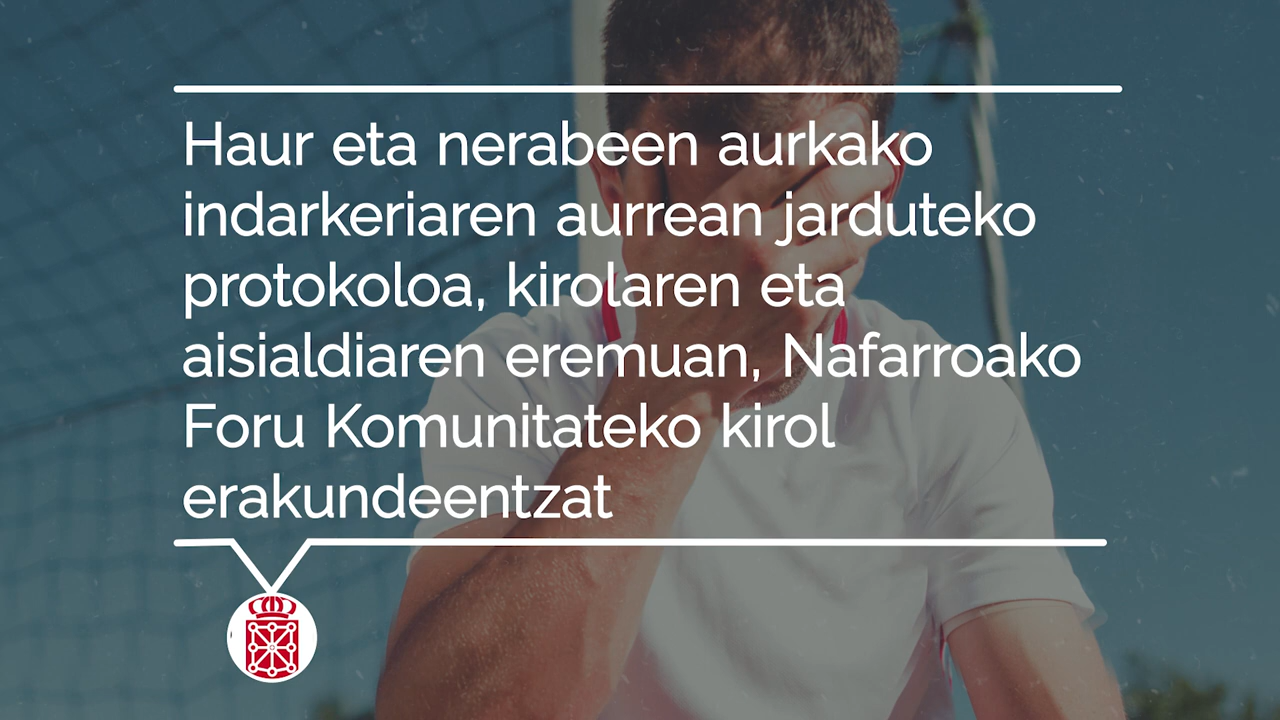 Haur eta nerabeen aurkako
indarkeriaren aurrean jarduteko
protokoloa, kirolaren eta
aisialdiaren eremuan, Nafarroako
Foru Komunitateko kirol
erakundeentzat